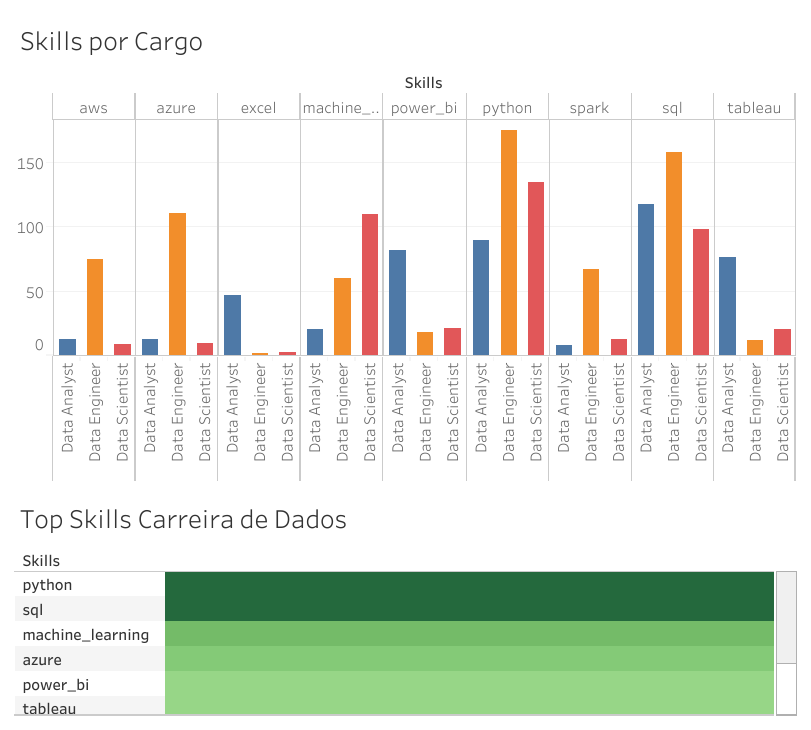 Skills por Cargo
Skills
aws azure excel machine_.. power_bi python spark sql tableau
150
100
50
0
Data Analyst Data Engineer Data Scientist Data Analyst Data Engineer Data Scientist Data Analyst Data Engineer Data Scientist Data Analyst Data Engineer Data Scientist Data Analyst Data Engineer Data Scientist Data Analyst Data Engineer Data Scientist Data Analyst Data Engineer Data Scientist Data Analyst Data Engineer Data Scientist Data Analyst Data Engineer Data Scientist
Top Skills Carreira de Dados
Skills
python
sql
machine_learning
azure
power_bi
tableau